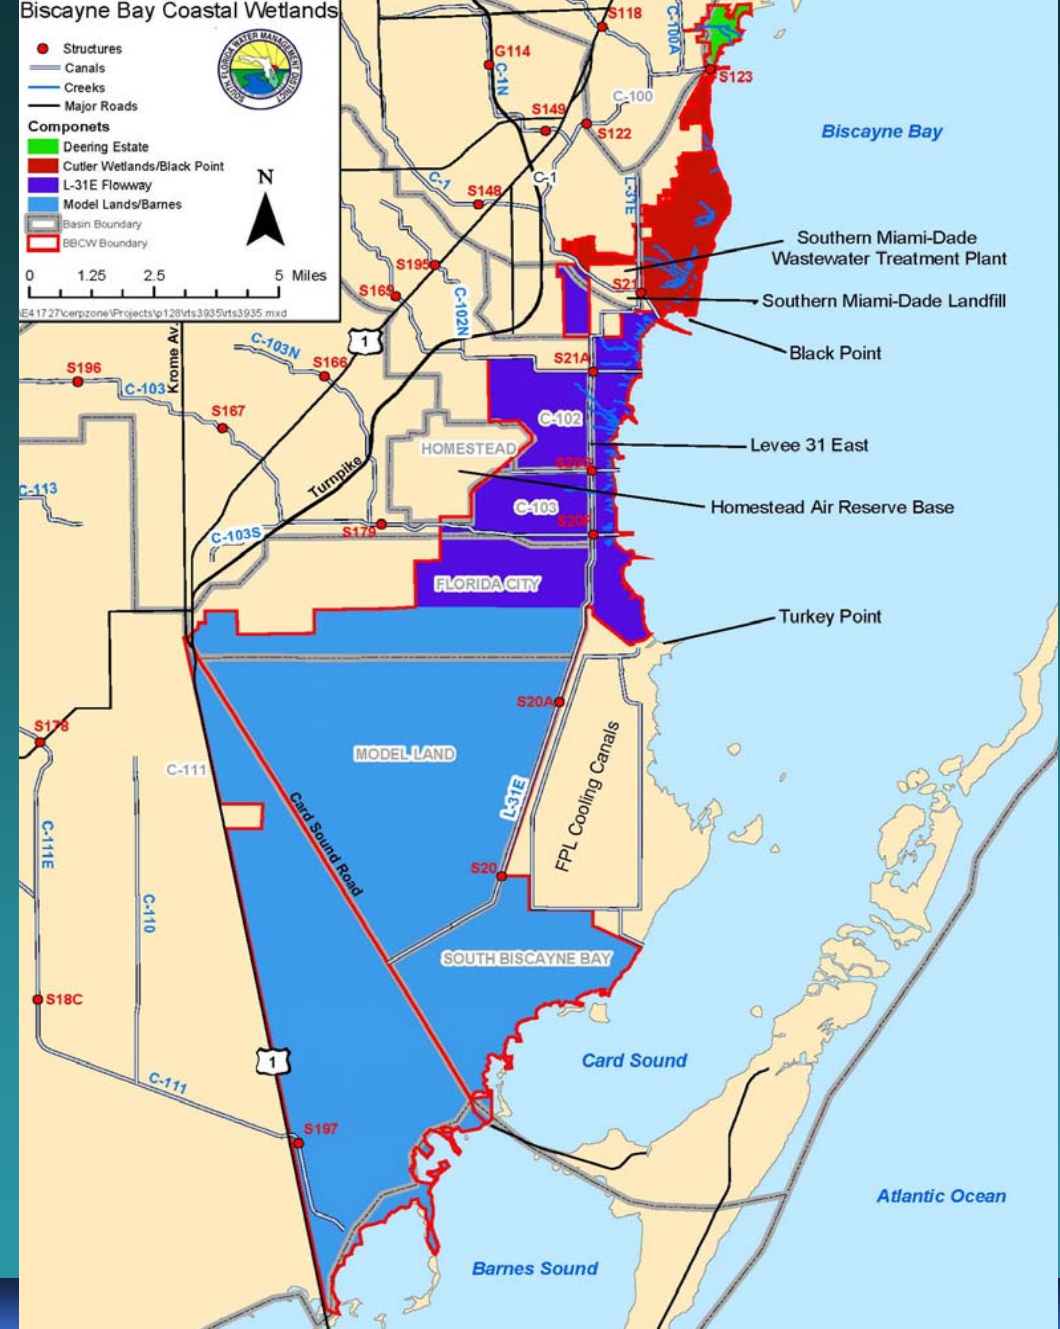 Biscayne Bay Coastal Wetlands
Structures
Canals
Creeks
Major Roads
Componets
Deering Estate
Cutler Wetlands/Black Point
L-31E Flowway
Model Lands/Barnes
Basin Boundary
BBCW Boundary
SOUTH FLORIDA WATER MANAGEMENT DISTRICT
N
0 1.25 2.5 5 Miles
S118
C-100A
G114
C-1N
S123
C-100
S149
S122
Biscayne Bay
C-1
C-1
L-31E
S148
Southern Miami-Dade
Wastewater Treatment Plant
S195
S21
S165
C-102N
Southern Miami-Dade Landfill
1
Krome Av.
C-103N
Black Point
S166
S21A
S196
C-103
S167
C-102
HOMESTEAD
Levee 31 East
Turnpike
C-113
C-103
Homestead Air Reserve Base
S179
C-103S
FLORIDA CITY
Turkey Point
S20A
S178
MODEL LAND
C-111
L-31E
FPL Cooling Canals
C-111E
Card Sound Road
S20
C-110
SOUTH BISCAYNE BAY
S18C
Card Sound
1
C-111
S197
Atlantic Ocean
Barnes Sound